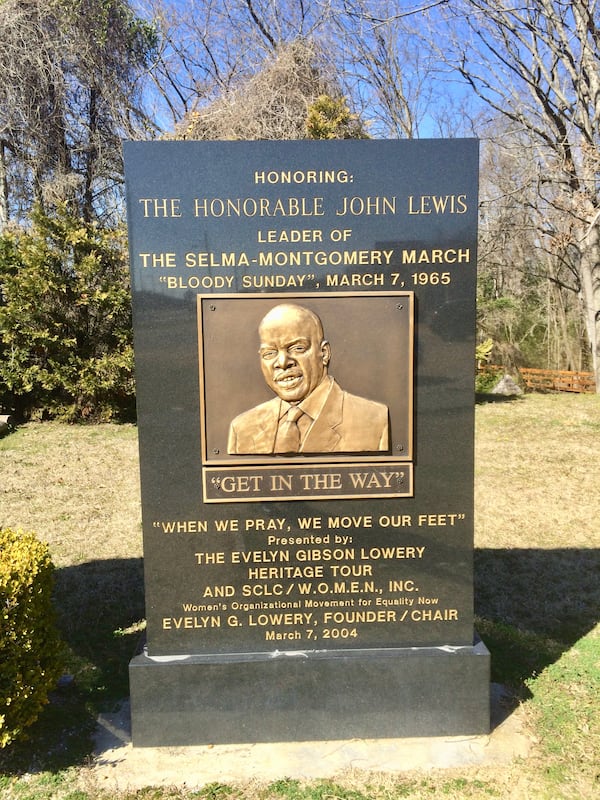 HONORING:
THE HONORABLE JOHN LEWIS
LEADER OF
THE SELMA-MONTGOMERY MARCH
"BLOODY SUNDAY", MARCH 7, 1965
"GET IN THE WAY"
"WHEN WE PRAY, WE MOVE OUR FEET"
Presented by:
THE EVELYN GIBSON LOWERY
HERITAGE TOUR
AND SCLC/W.O.M.E.N., INC.
Women's Organizational Movement for Equality Now
EVELYN G. LOWERY, FOUNDER/CHAIR
March 7, 2004